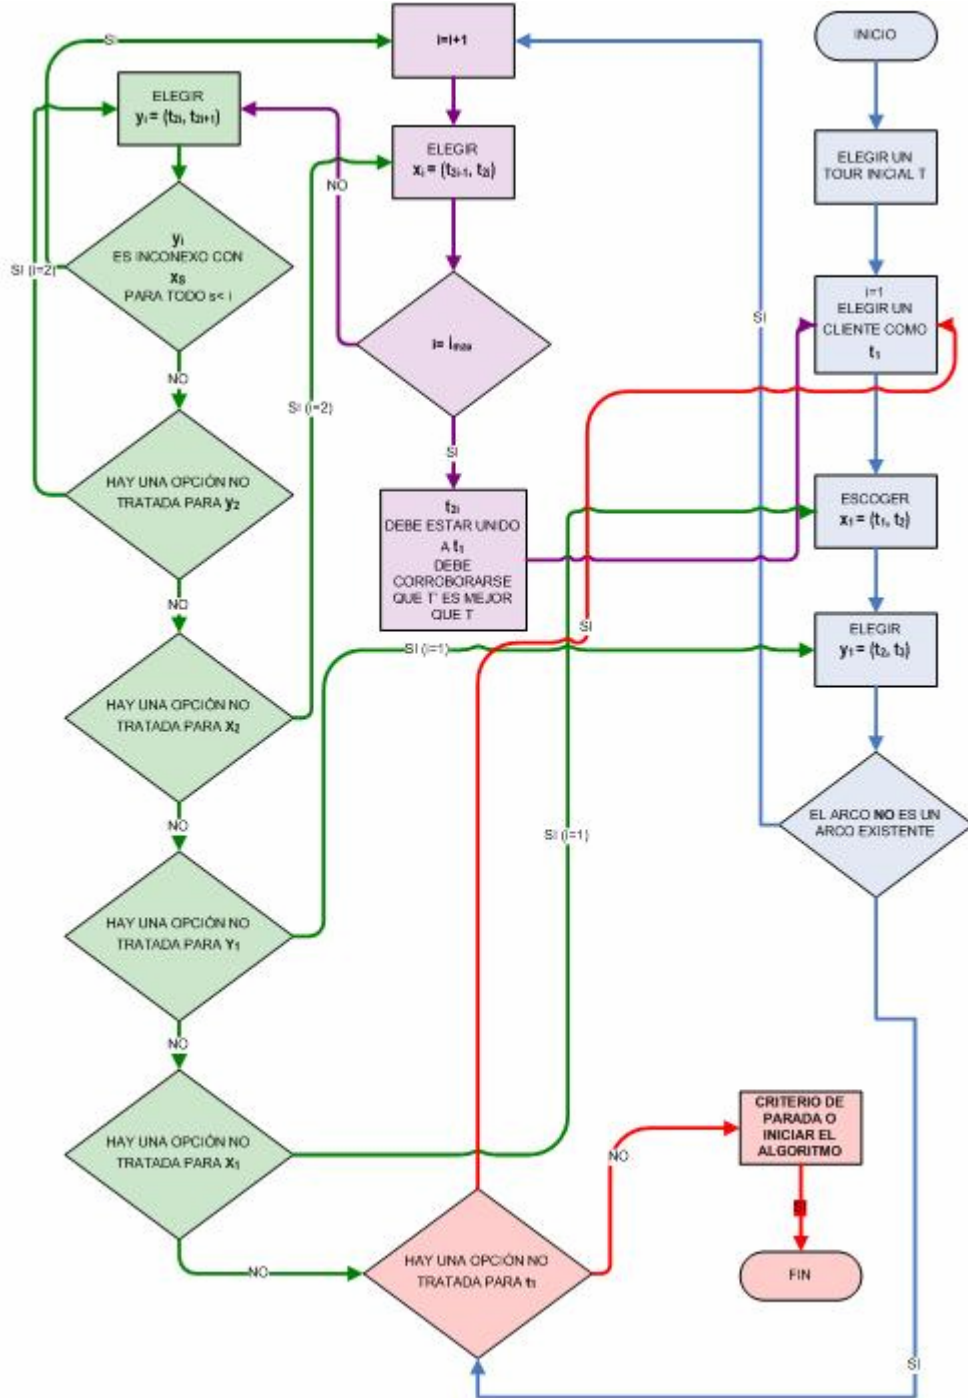 INICIO
ELEGIR UN
TOUR INICIAL T
i=1
ELEGIR UN
CLIENTE COMO
t₁
ESCOGER
x₁ = (t₁, t₂)
ELEGIR
y₁ = (t₂, t₃)
EL ARCO NO ES UN
ARCO EXISTENTE
SI
SI
i=i+1
ELEGIR
xᵢ = (t₂ᵢ₋₁, t₂ᵢ)
i= iₘₐₓ
NO
SI
t₂ᵢ
DEBE ESTAR UNIDO
A t₁
DEBE
CORROBORARSE
QUE T' ES MEJOR
QUE T
ELEGIR
yᵢ = (t₂ᵢ, t₂ᵢ₊₁)
yᵢ
ES INCONEXO CON
xₛ
PARA TODO s< i
SI
NO
HAY UNA OPCIÓN NO
TRATADA PARA y₂
SI (i=2)
NO
HAY UNA OPCIÓN NO
TRATADA PARA X₂
SI (i=2)
NO
HAY UNA OPCIÓN NO
TRATADA PARA Y₁
SI (i=1)
NO
HAY UNA OPCIÓN NO
TRATADA PARA X₁
SI (i=1)
NO
HAY UNA OPCIÓN NO
TRATADA PARA t₁
SI
NO
CRITERIO DE
PARADA O
INICIAR EL
ALGORITMO
SI
FIN